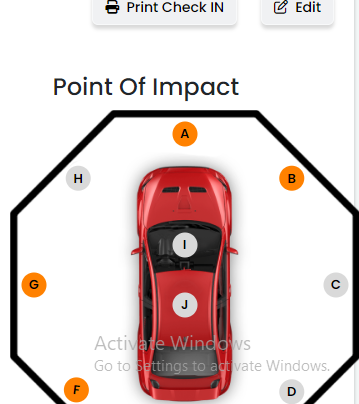 Print Check IN
Edit
Point Of Impact
A
H
B
I
G
C
J
Activate Windows
Go to Settings to activate Windows.
F
D